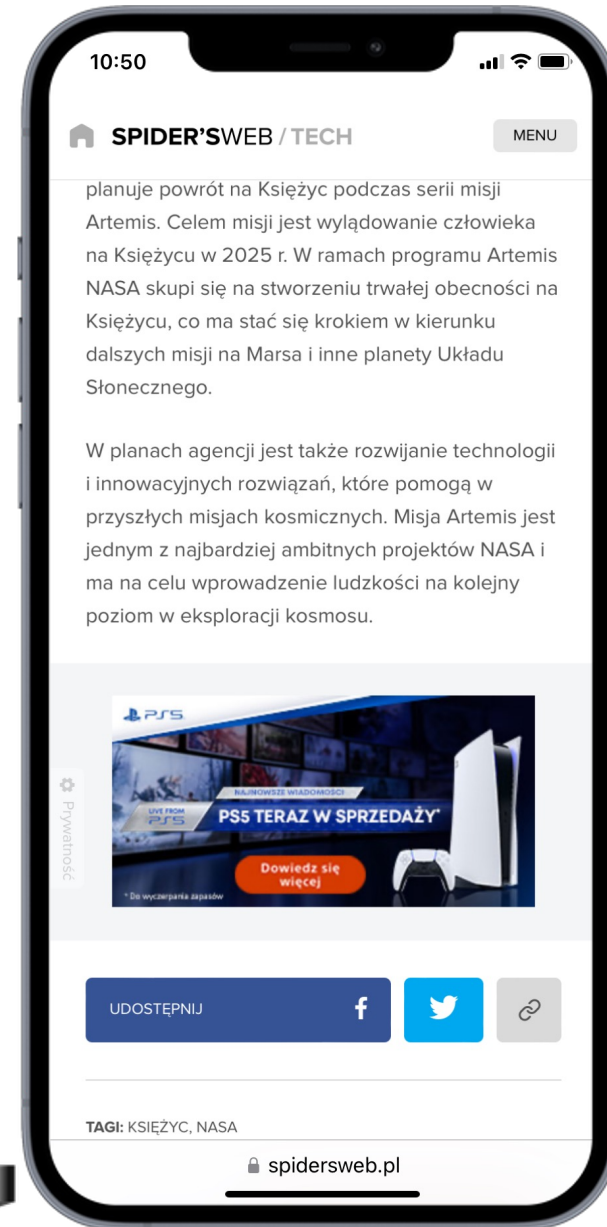 10:50
SPIDER'SWEB / TECH
MENU
planuje powrót na Księżyc podczas serii misji
Artemis. Celem misji jest wylądowanie człowieka
na Księżycu w 2025 r. W ramach programu Artemis
NASA skupi się na stworzeniu trwałej obecności na
Księżycu, co ma stać się krokiem w kierunku
dalszych misji na Marsa i inne planety Układu
Słonecznego.
W planach agencji jest także rozwijanie technologii
i innowacyjnych rozwiązań, które pomogą w
przyszłych misjach kosmicznych. Misja Artemis jest
jednym z najbardziej ambitnych projektów NASA i
ma na celu wprowadzenie ludzkości na kolejny
poziom w eksploracji kosmosu.
Prywatność
PS5
NAJNOWSZE WIADOMOŚCI
LIVE FROM
PS5
PS5 TERAZ W SPRZEDAŻY*
Dowiedz się
więcej
* Do wyczerpania zapasów
UDOSTĘPNIJ
TAGI: KSIĘŻYC, NASA
spidersweb.pl